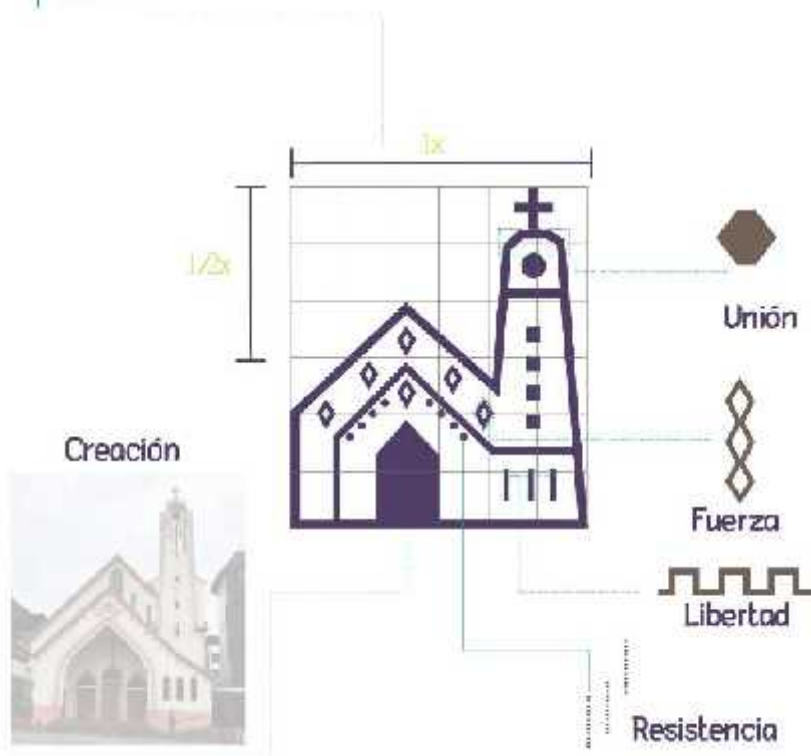 1x
1/2x
Unión
Creación
Fuerza
Libertad
Resistencia